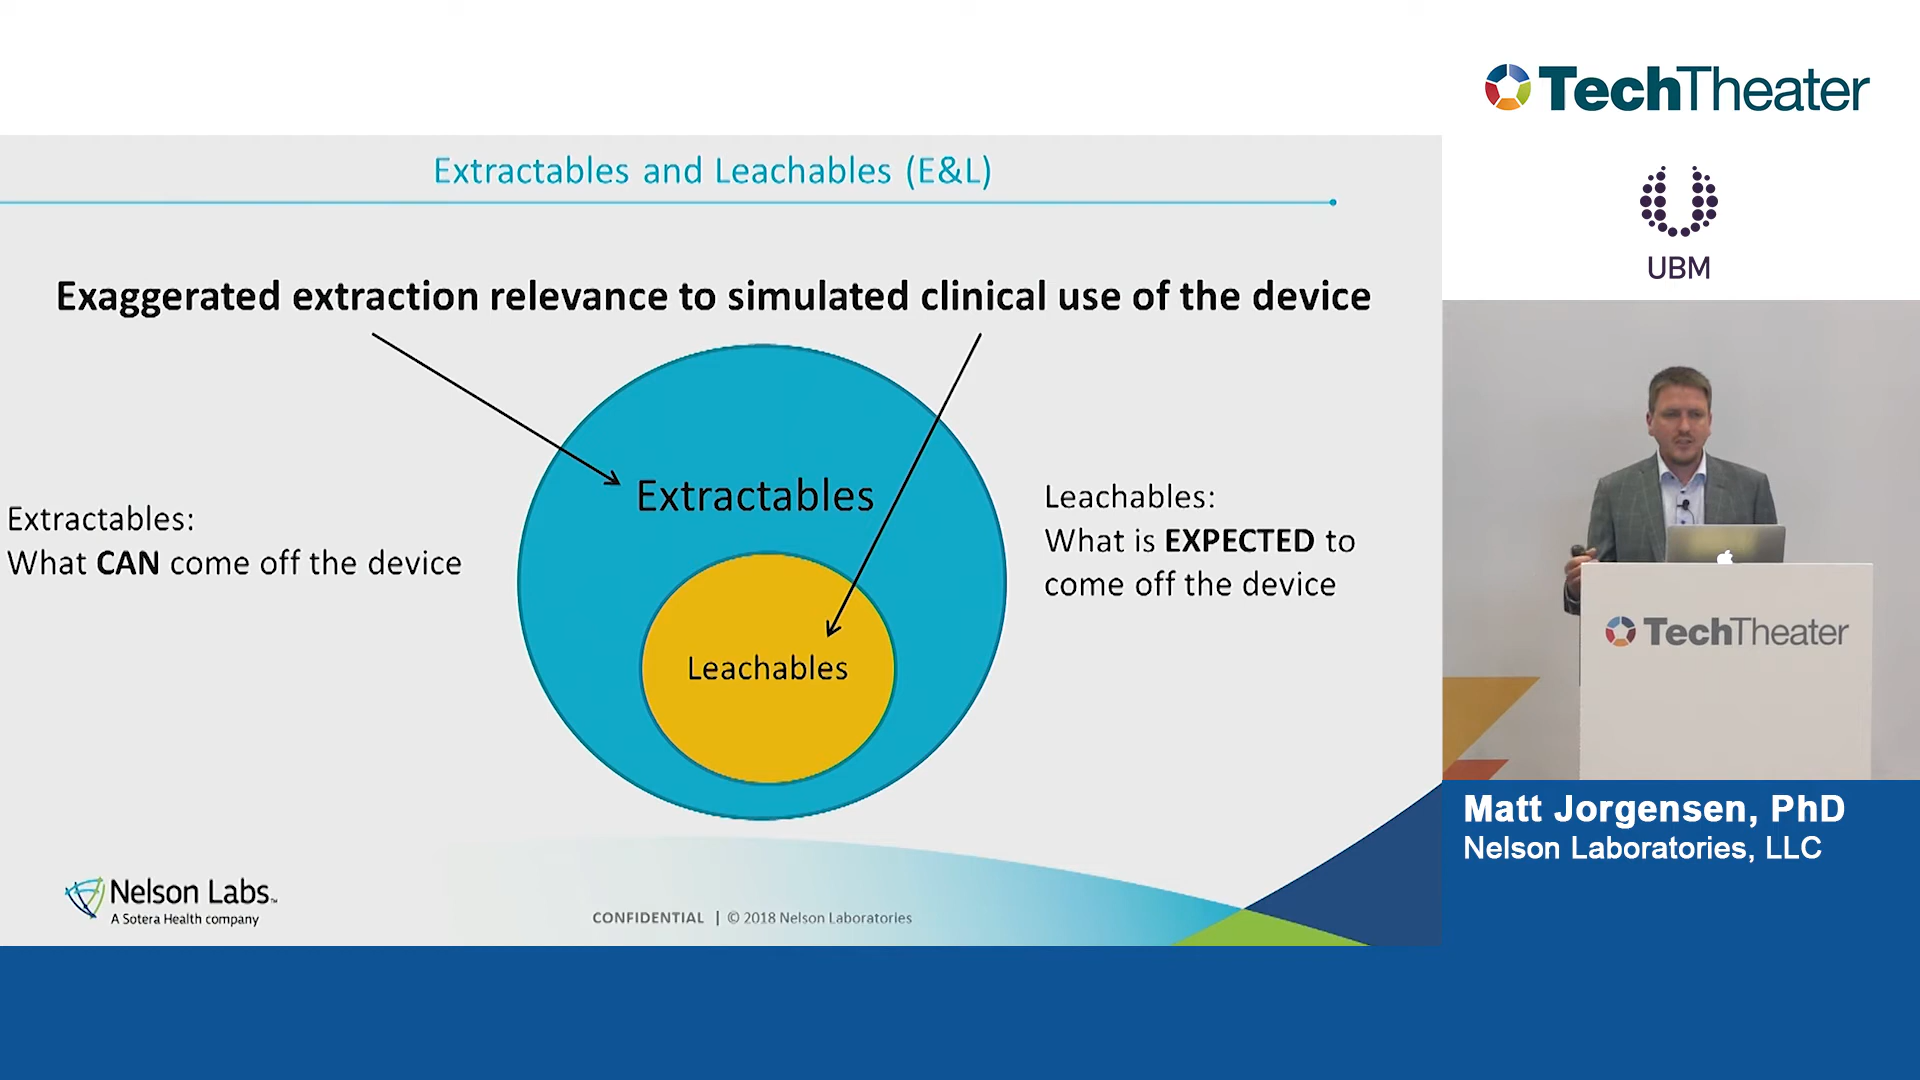 TechTheater
UBM
Extractables and Leachables (E&L)
Exaggerated extraction relevance to simulated clinical use of the device
Extractables
Extractables:
What CAN come off the device
Leachables:
What is EXPECTED to
come off the device
Leachables
TechTheater
Matt Jorgensen, PhD
Nelson Laboratories, LLC
Nelson Labs™
A Sotera Health company
CONFIDENTIAL | © 2018 Nelson Laboratories